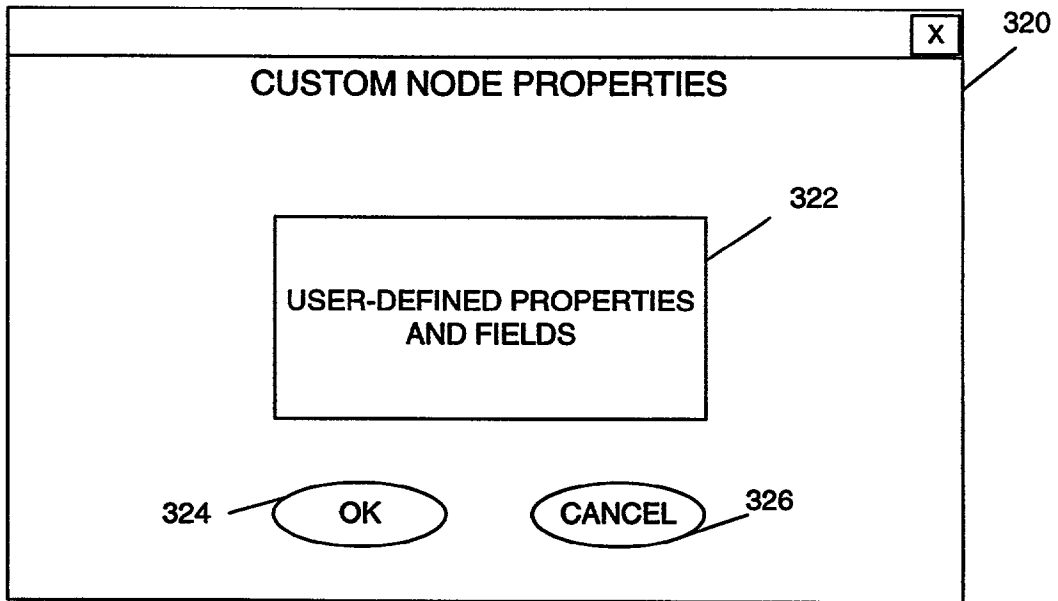 X
320
CUSTOM NODE PROPERTIES
322
USER-DEFINED PROPERTIES
AND FIELDS
324
OK
CANCEL
326